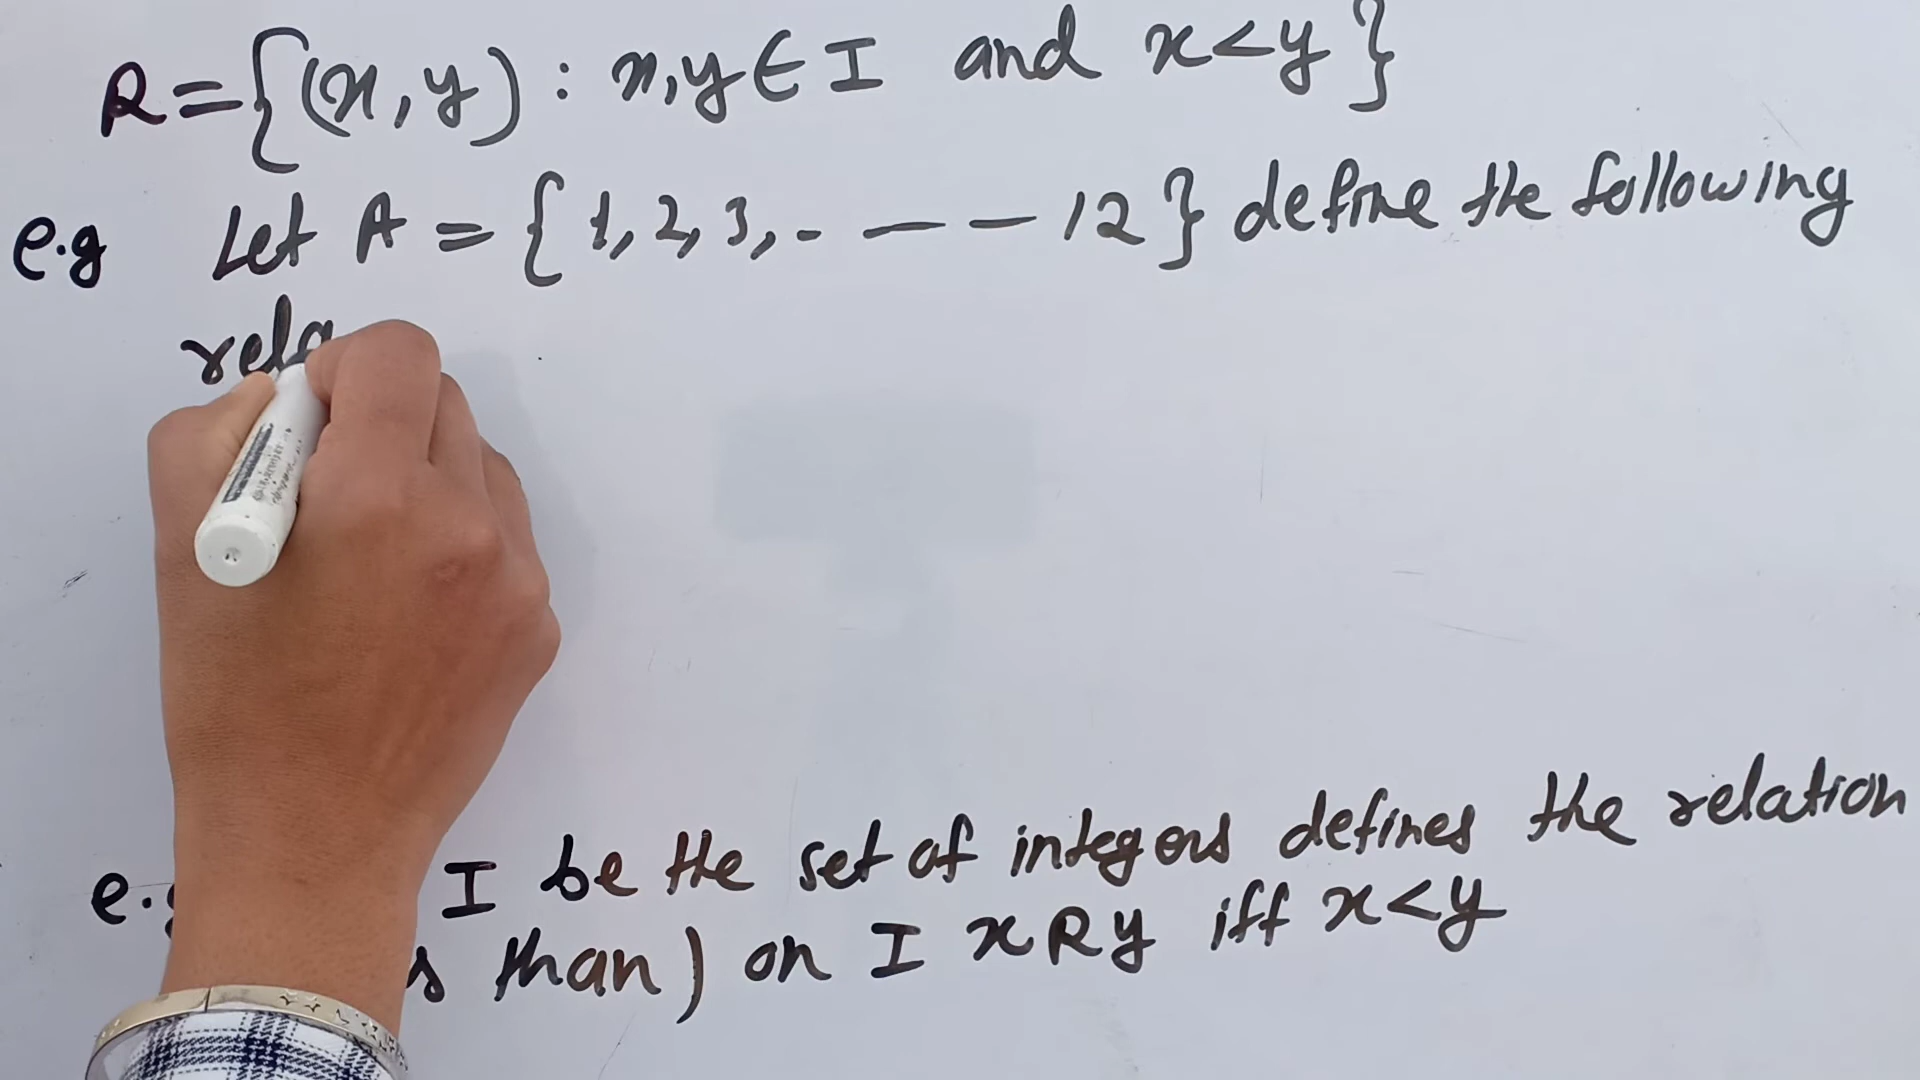 R={(x,y): x,y∈I and x<y}
e.g Let A = {1,2,3,. — — 12} define the following
rela
I be the set of integers defines the relation
than) on I x R y iff x<y